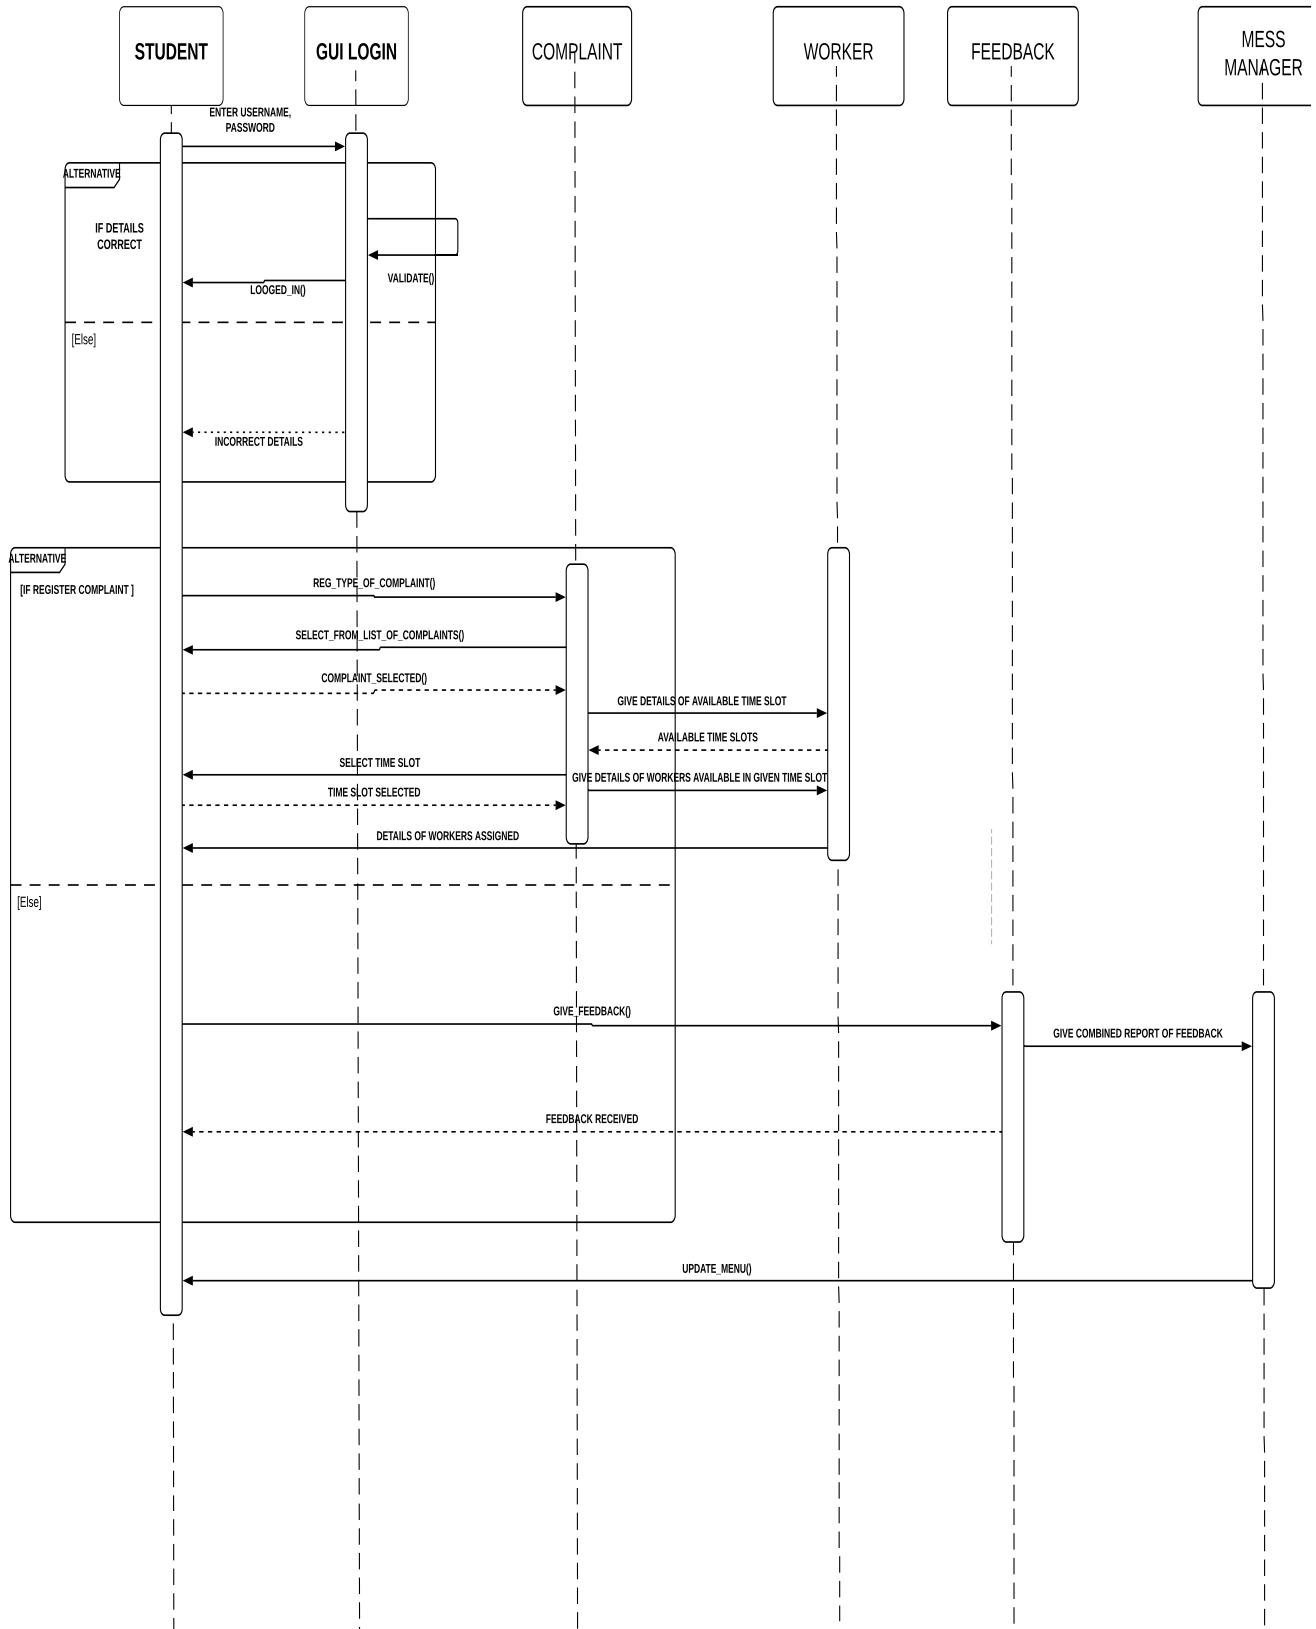 STUDENT
GUI LOGIN
COMPLAINT
WORKER
FEEDBACK
MESS
MANAGER
ENTER USERNAME,
PASSWORD
ALTERNATIVE
IF DETAILS
CORRECT
VALIDATE()
LOOGED_IN()
[Else]
INCORRECT DETAILS
ALTERNATIVE
[IF REGISTER COMPLAINT ]
REG_TYPE_OF_COMPLAINT()
SELECT_FROM_LIST_OF_COMPLAINTS()
COMPLAINT_SELECTED()
GIVE DETAILS OF AVAILABLE TIME SLOT
AVAILABLE TIME SLOTS
SELECT TIME SLOT
GIVE DETAILS OF WORKERS AVAILABLE IN GIVEN TIME SLOT
TIME SLOT SELECTED
DETAILS OF WORKERS ASSIGNED
[Else]
GIVE_FEEDBACK()
GIVE COMBINED REPORT OF FEEDBACK
FEEDBACK RECEIVED
UPDATE_MENU()